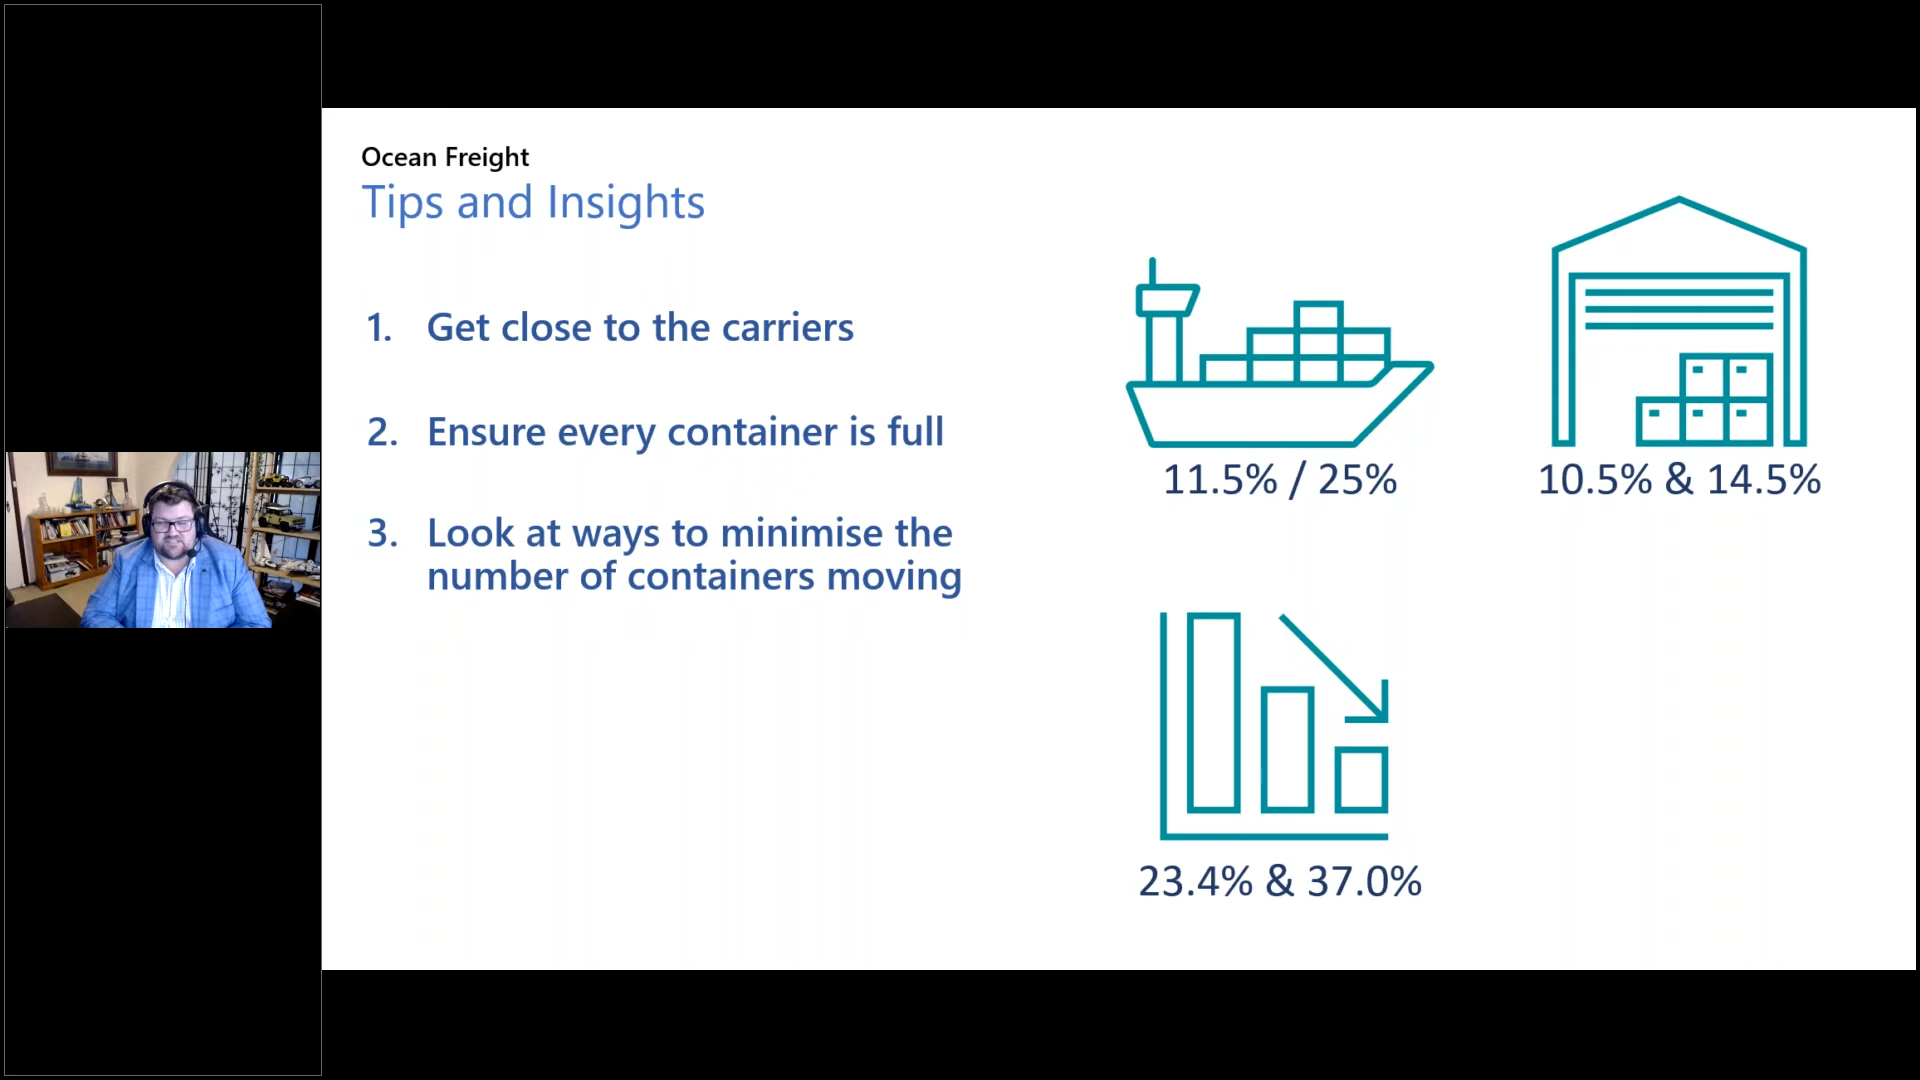 Ocean Freight
Tips and Insights
1. Get close to the carriers
2. Ensure every container is full
3. Look at ways to minimise the
number of containers moving
11.5% / 25%
10.5% & 14.5%
23.4% & 37.0%